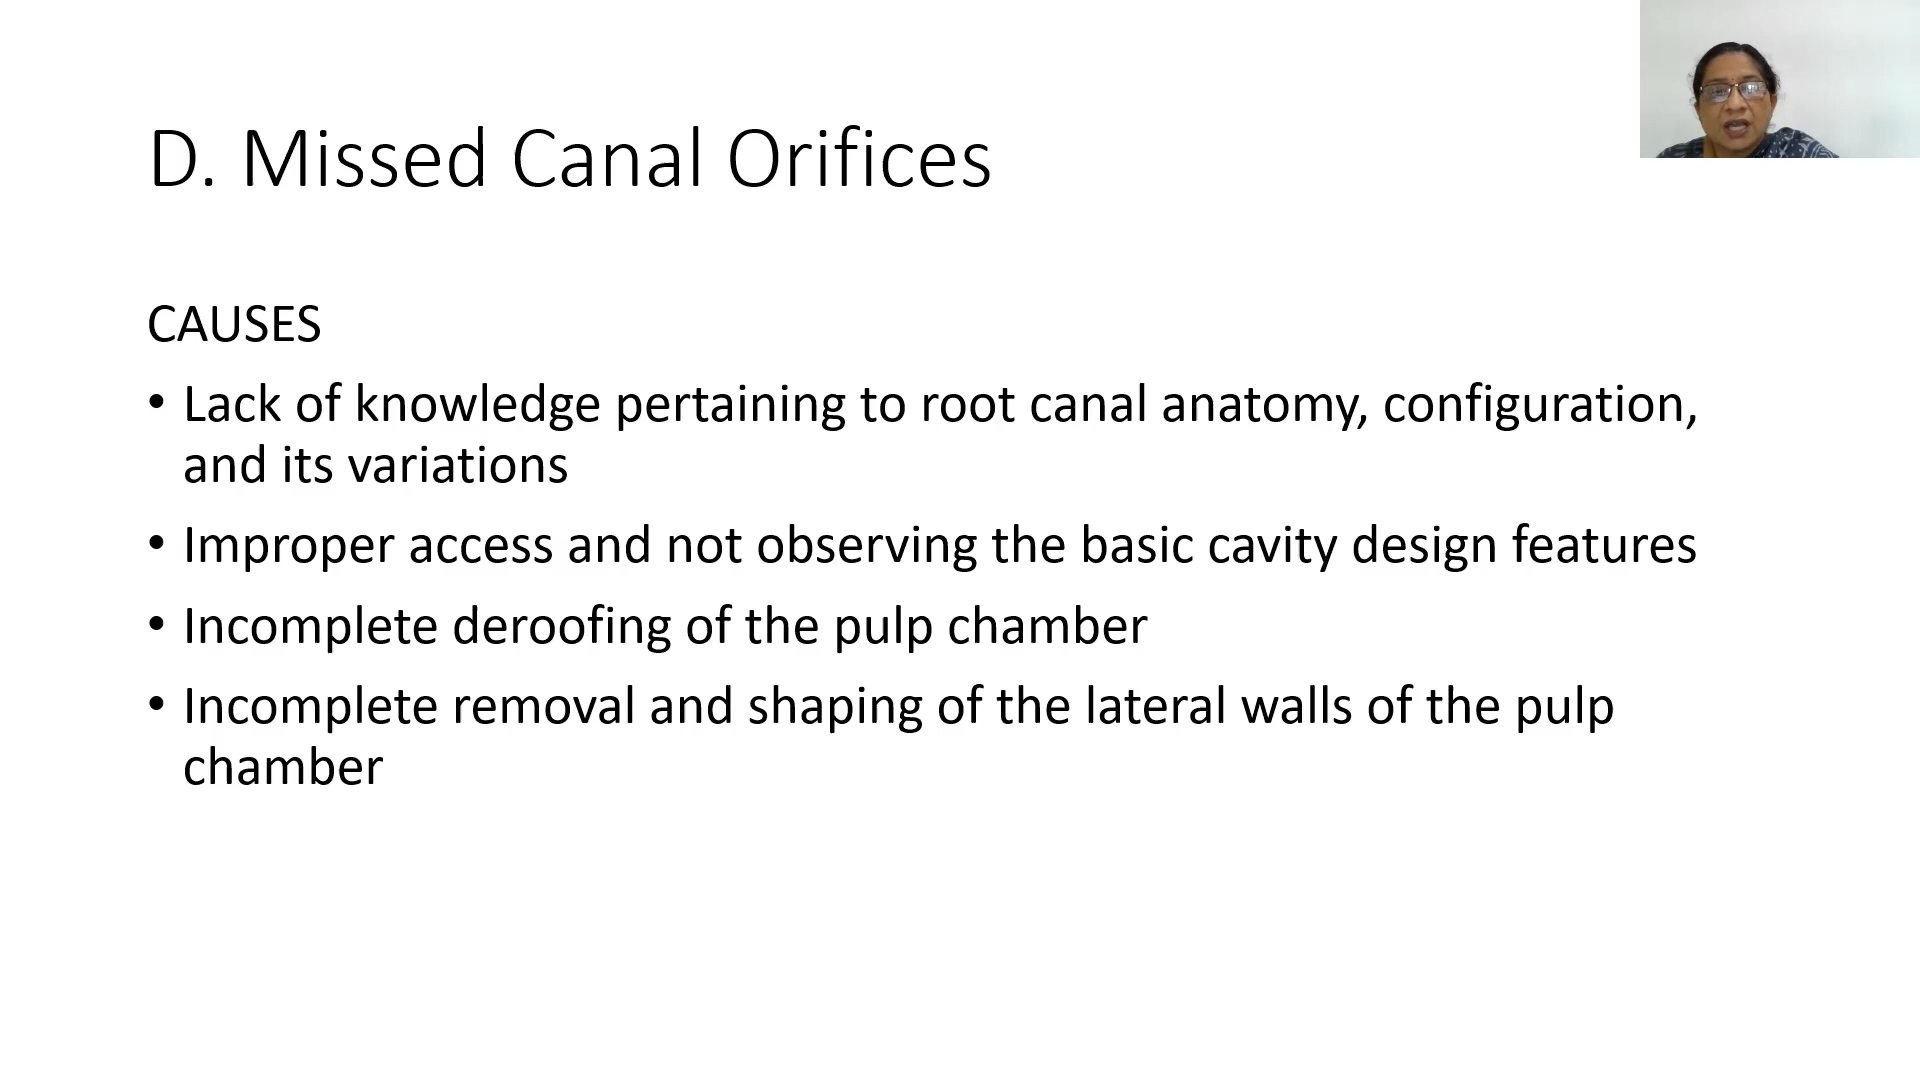 D. Missed Canal Orifices
CAUSES
• Lack of knowledge pertaining to root canal anatomy, configuration,
and its variations
• Improper access and not observing the basic cavity design features
• Incomplete deroofing of the pulp chamber
• Incomplete removal and shaping of the lateral walls of the pulp
chamber